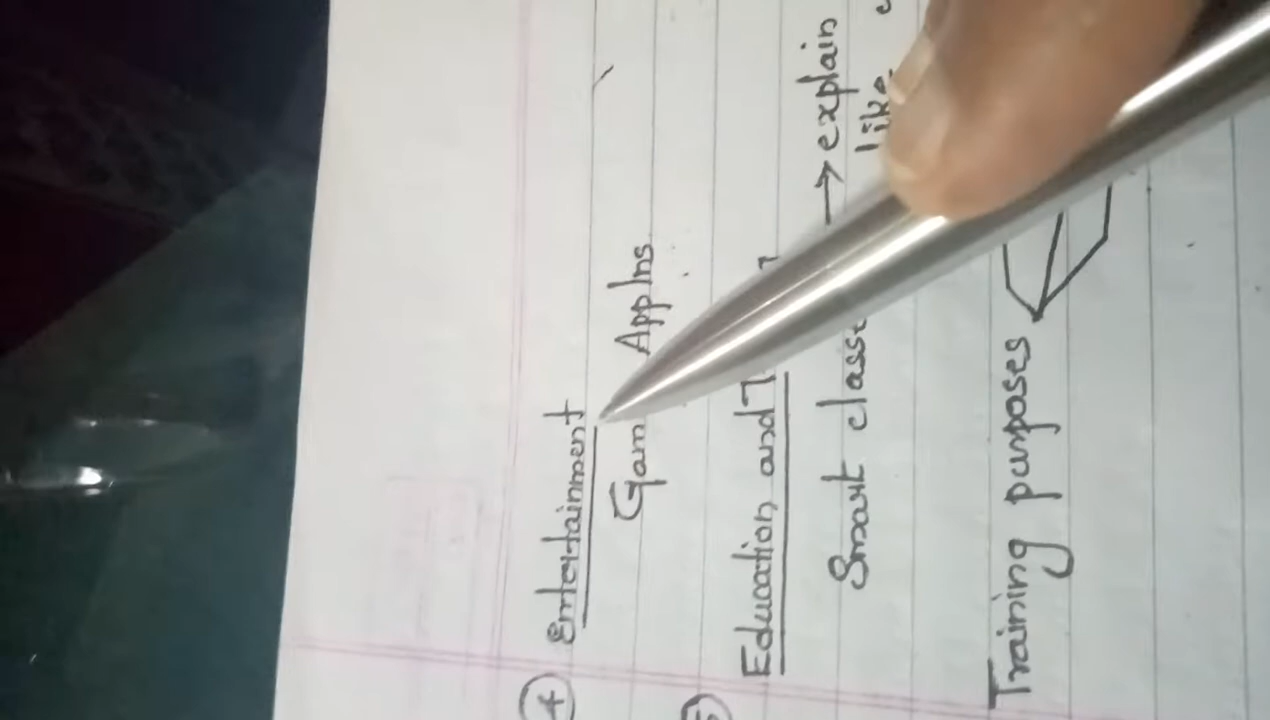 4 Entertainment
Gam Applns
5 Education and T
Smart classe → explain
like
Training purposes